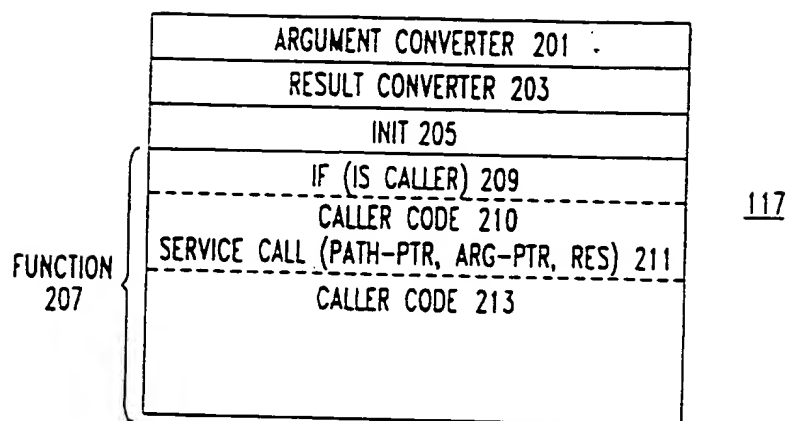 ARGUMENT CONVERTER 201
RESULT CONVERTER 203
INIT 205
IF (IS CALLER) 209
CALLER CODE 210
SERVICE CALL (PATH-PTR, ARG-PTR, RES) 211
CALLER CODE 213
FUNCTION
207
117